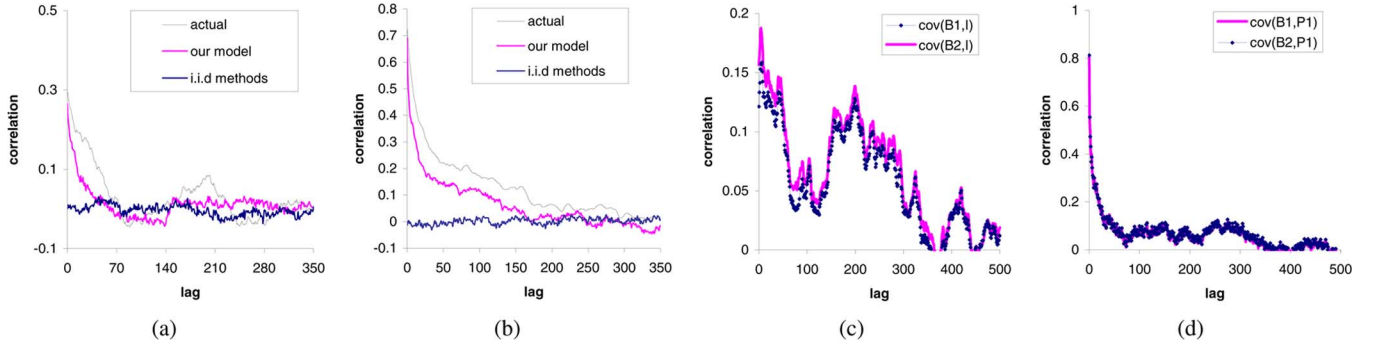 actual
our model
i.i.d methods
0.5
0.3
0.1
-0.1
correlation
0 70 140 210 280 350
lag
(a)
actual
our model
i.i.d methods
0.8
0.7
0.6
0.5
0.4
0.3
0.2
0.1
0
-0.1
correlation
0 50 100 150 200 250 300 350
lag
(b)
cov(B1,I)
cov(B2,I)
0.2
0.15
0.1
0.05
0
correlation
0 100 200 300 400 500
lag
(c)
cov(B1,P1)
cov(B2,P1)
1
0.8
0.6
0.4
0.2
0
correlation
0 100 200 300 400 500
lag
(d)